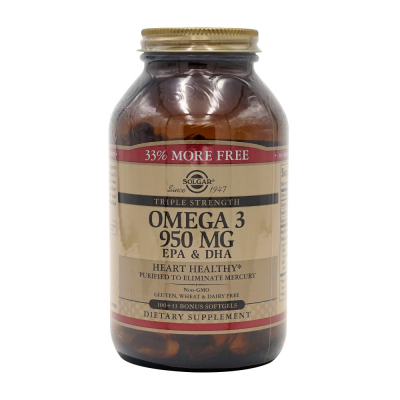 33% MORE FREE
SOLGAR®
Since 1947
TRIPLE STRENGTH
OMEGA 3
950 MG
EPA & DHA
HEART HEALTHY*
PURIFIED TO ELIMINATE MERCURY
Non-GMO
GLUTEN, WHEAT & DAIRY FREE
100+33 BONUS SOFTGELS
DIETARY SUPPLEMENT